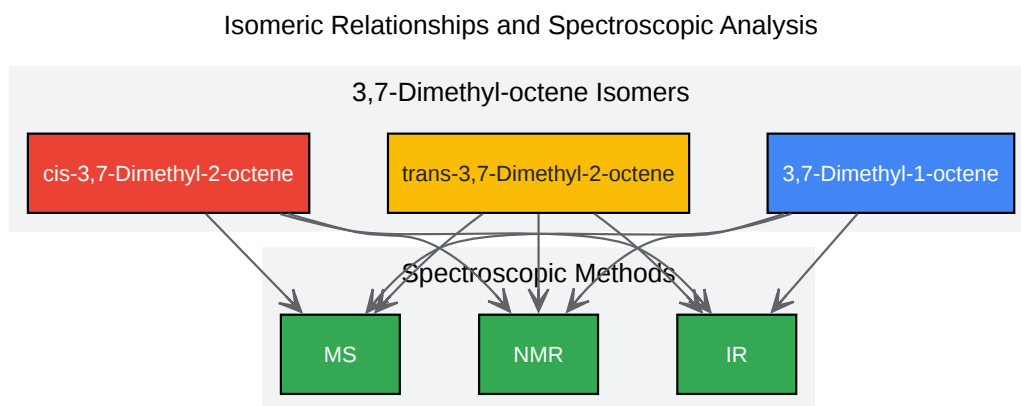 Isomeric Relationships and Spectroscopic Analysis
3,7-Dimethyl-octene Isomers
cis-3,7-Dimethyl-2-octene
trans-3,7-Dimethyl-2-octene
3,7-Dimethyl-1-octene
Spectroscopic Methods
MS
NMR
IR